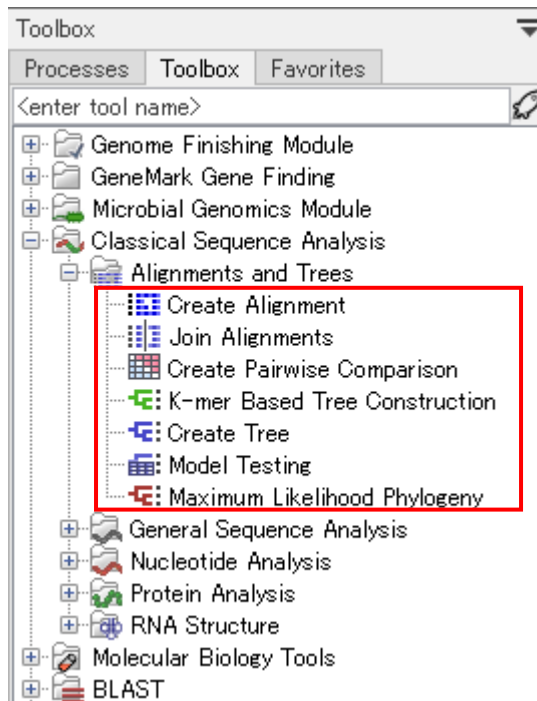 Toolbox
Processes Toolbox Favorites
<enter tool name>
Genome Finishing Module
GeneMark Gene Finding
Microbial Genomics Module
Classical Sequence Analysis
Alignments and Trees
Create Alignment
Join Alignments
Create Pairwise Comparison
K-mer Based Tree Construction
Create Tree
Model Testing
Maximum Likelihood Phylogeny
General Sequence Analysis
Nucleotide Analysis
Protein Analysis
RNA Structure
Molecular Biology Tools
BLAST